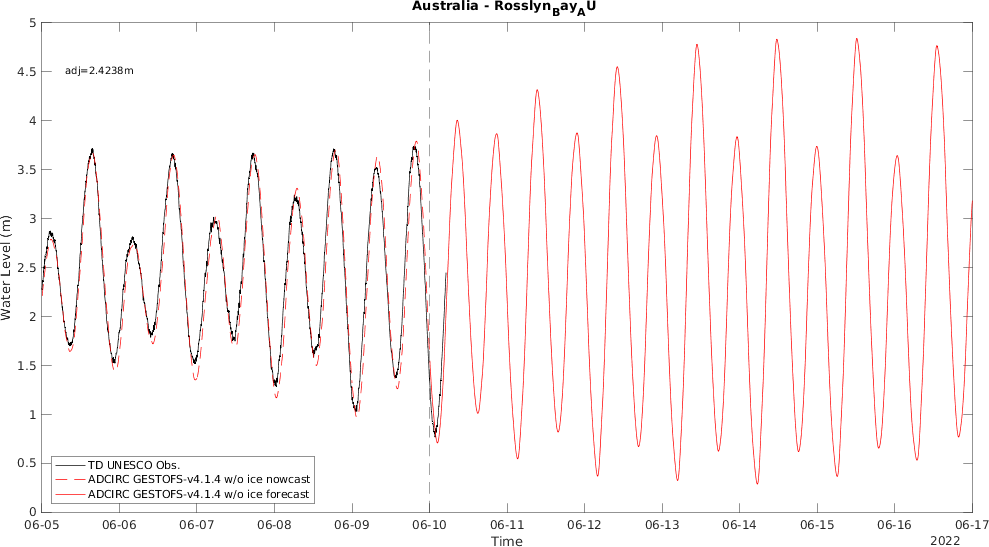 Australia - Rosslyn_Bay_AU
5
4.5
4
3.5
3
2.5
2
1.5
1
0.5
0
Water Level (m)
adj=2.4238m
TD UNESCO Obs.
ADCIRC GESTOFS-v4.1.4 w/o ice nowcast
ADCIRC GESTOFS-v4.1.4 w/o ice forecast
06-05 06-06 06-07 06-08 06-09 06-10 06-11 06-12 06-13 06-14 06-15 06-16 06-17
Time
2022